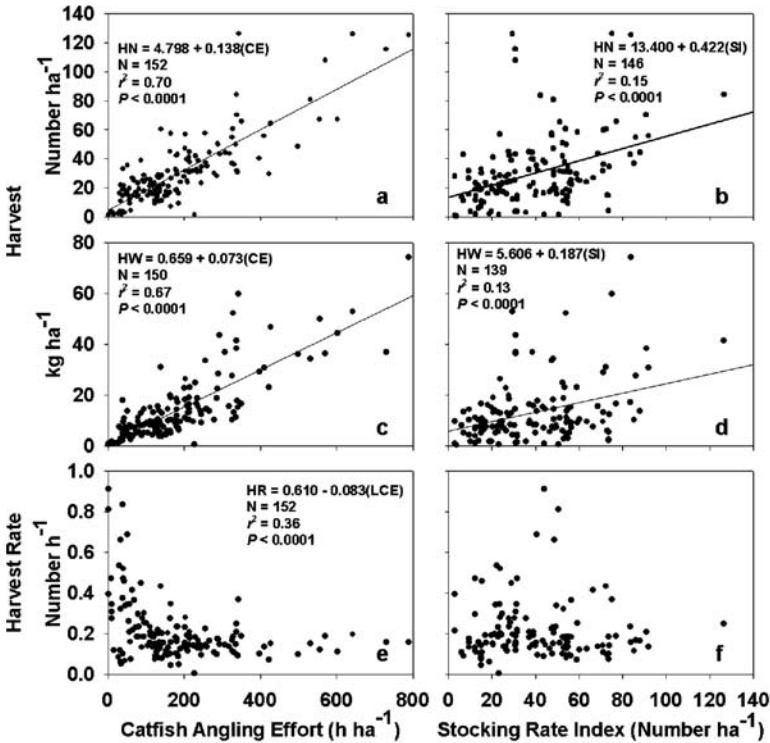 140
120
100
80
60
40
20
0
Number ha-1
HN = 4.798 + 0.138(CE)
N = 152
r2 = 0.70
P < 0.0001
a
HN = 13.400 + 0.422(SI)
N = 146
r2 = 0.15
P < 0.0001
b
Harvest
80
60
40
20
0
kg ha-1
HW = 0.659 + 0.073(CE)
N = 150
r2 = 0.67
P < 0.0001
c
HW = 5.606 + 0.187(SI)
N = 139
r2 = 0.13
P < 0.0001
d
1.0
0.8
0.6
0.4
0.2
0.0
Harvest Rate
Number h-1
HR = 0.610 - 0.083(LCE)
N = 152
r2 = 0.36
P < 0.0001
e
f
0 200 400 600 800
0 20 40 60 80 100 120 140
Catfish Angling Effort (h ha-1)
Stocking Rate Index (Number ha-1)